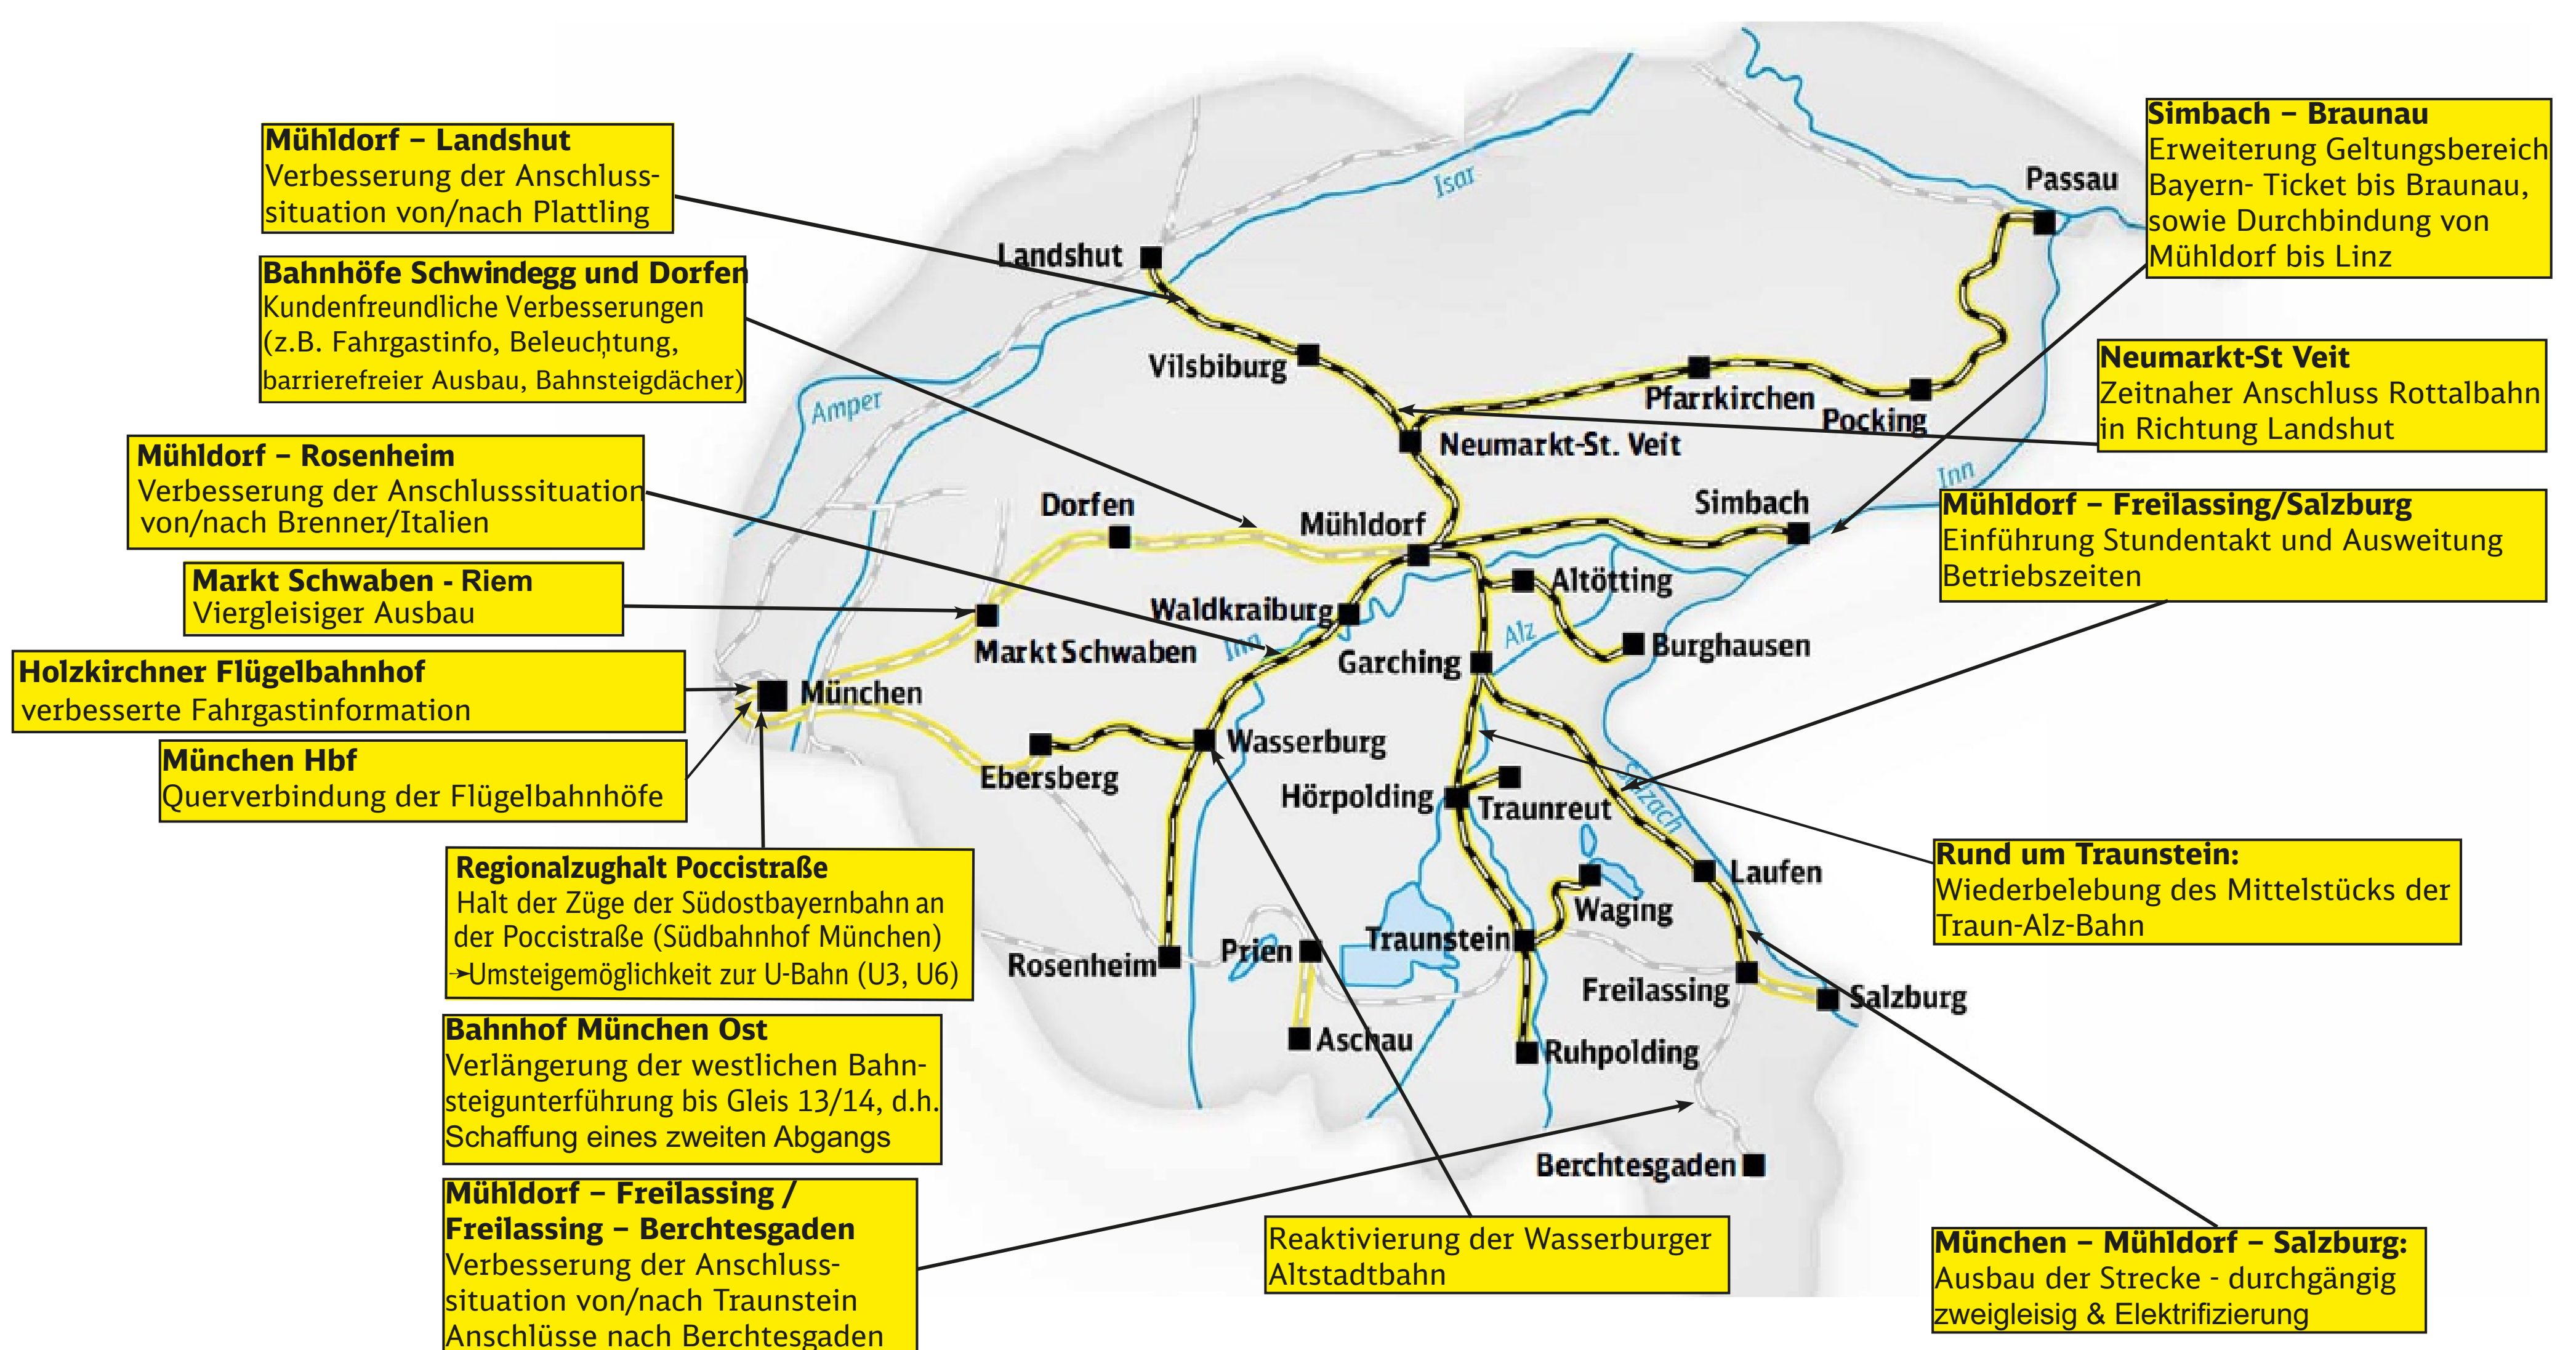 Mühldorf – Landshut
Verbesserung der Anschluss-
situation von/nach Plattling
Bahnhöfe Schwindegg und Dorfen
Kundenfreundliche Verbesserungen
(z.B. Fahrgastinfo, Beleuchtung,
barrierefreier Ausbau, Bahnsteigdächer)
Mühldorf – Rosenheim
Verbesserung der Anschlusssituation
von/nach Brenner/Italien
Markt Schwaben - Riem
Viergleisiger Ausbau
Holzkirchner Flügelbahnhof
verbesserte Fahrgastinformation
München Hbf
Querverbindung der Flügelbahnhöfe
Regionalzughalt Poccistraße
Halt der Züge der Südostbayernbahn an
der Poccistraße (Südbahnhof München)
→Umsteigemöglichkeit zur U-Bahn (U3, U6)
Bahnhof München Ost
Verlängerung der westlichen Bahn-
steigunterführung bis Gleis 13/14, d.h.
Schaffung eines zweiten Abgangs
Mühldorf – Freilassing /
Freilassing – Berchtesgaden
Verbesserung der Anschluss-
situation von/nach Traunstein
Anschlüsse nach Berchtesgaden
Isar
Passau
Landshut
Vilsbiburg
Amper
Pfarrkirchen
Pocking
Neumarkt-St. Veit
Inn
Dorfen
Mühldorf
Simbach
Altötting
Waldkraiburg
Inn
Alz
Markt Schwaben
Garching
Burghausen
München
Wasserburg
Ebersberg
Hörpolding
Traunreut
Salzach
Laufen
Waging
Traunstein
Prien
Rosenheim
Freilassing
Salzburg
Aschau
Ruhpolding
Berchtesgaden
Reaktivierung der Wasserburger
Altstadtbahn
Simbach – Braunau
Erweiterung Geltungsbereich
Bayern- Ticket bis Braunau,
sowie Durchbindung von
Mühldorf bis Linz
Neumarkt-St Veit
Zeitnaher Anschluss Rottalbahn
in Richtung Landshut
Mühldorf – Freilassing/Salzburg
Einführung Stundentakt und Ausweitung
Betriebszeiten
Rund um Traunstein:
Wiederbelebung des Mittelstücks der
Traun-Alz-Bahn
München – Mühldorf – Salzburg:
Ausbau der Strecke - durchgängig
zweigleisig & Elektrifizierung